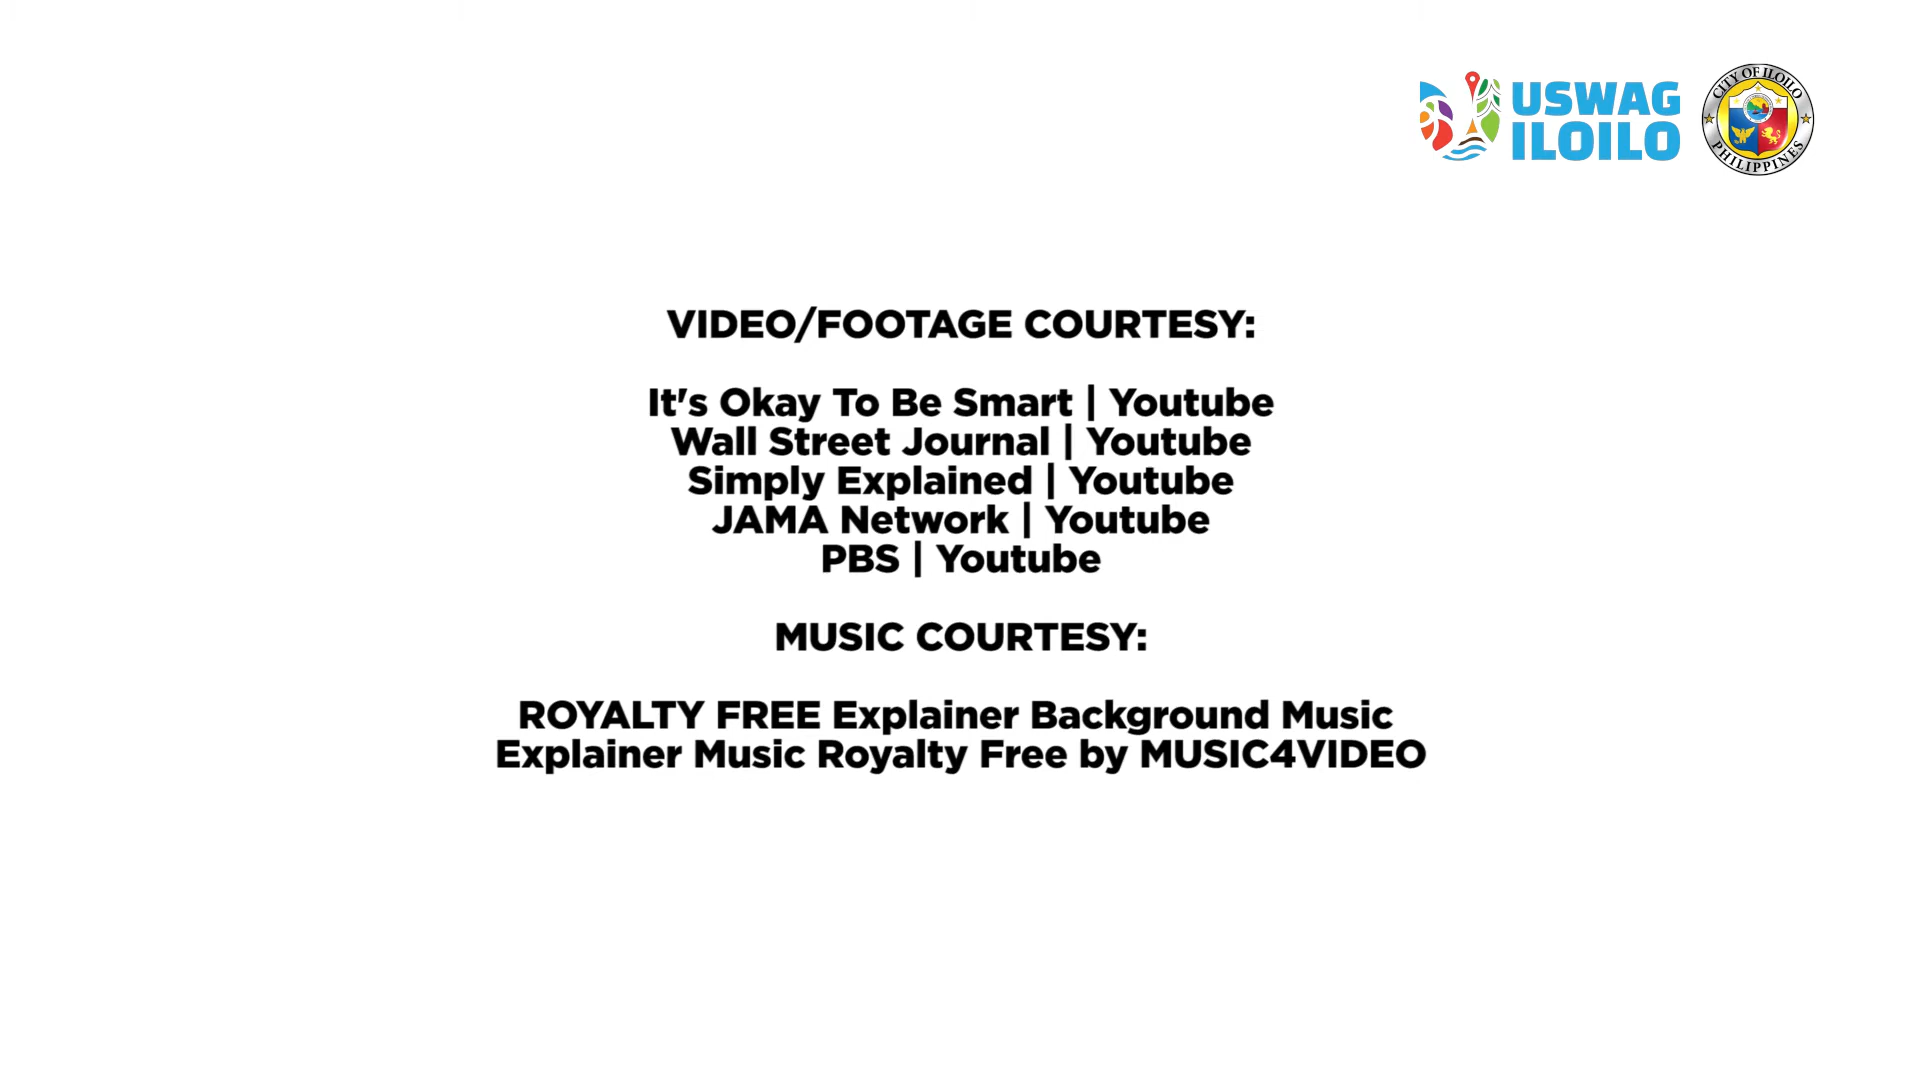 USWAG
ILOILO
CITY OF ILOILO
PHILIPPINES
VIDEO/FOOTAGE COURTESY:
It's Okay To Be Smart | Youtube
Wall Street Journal | Youtube
Simply Explained | Youtube
JAMA Network | Youtube
PBS | Youtube
MUSIC COURTESY:
ROYALTY FREE Explainer Background Music
Explainer Music Royalty Free by MUSIC4VIDEO